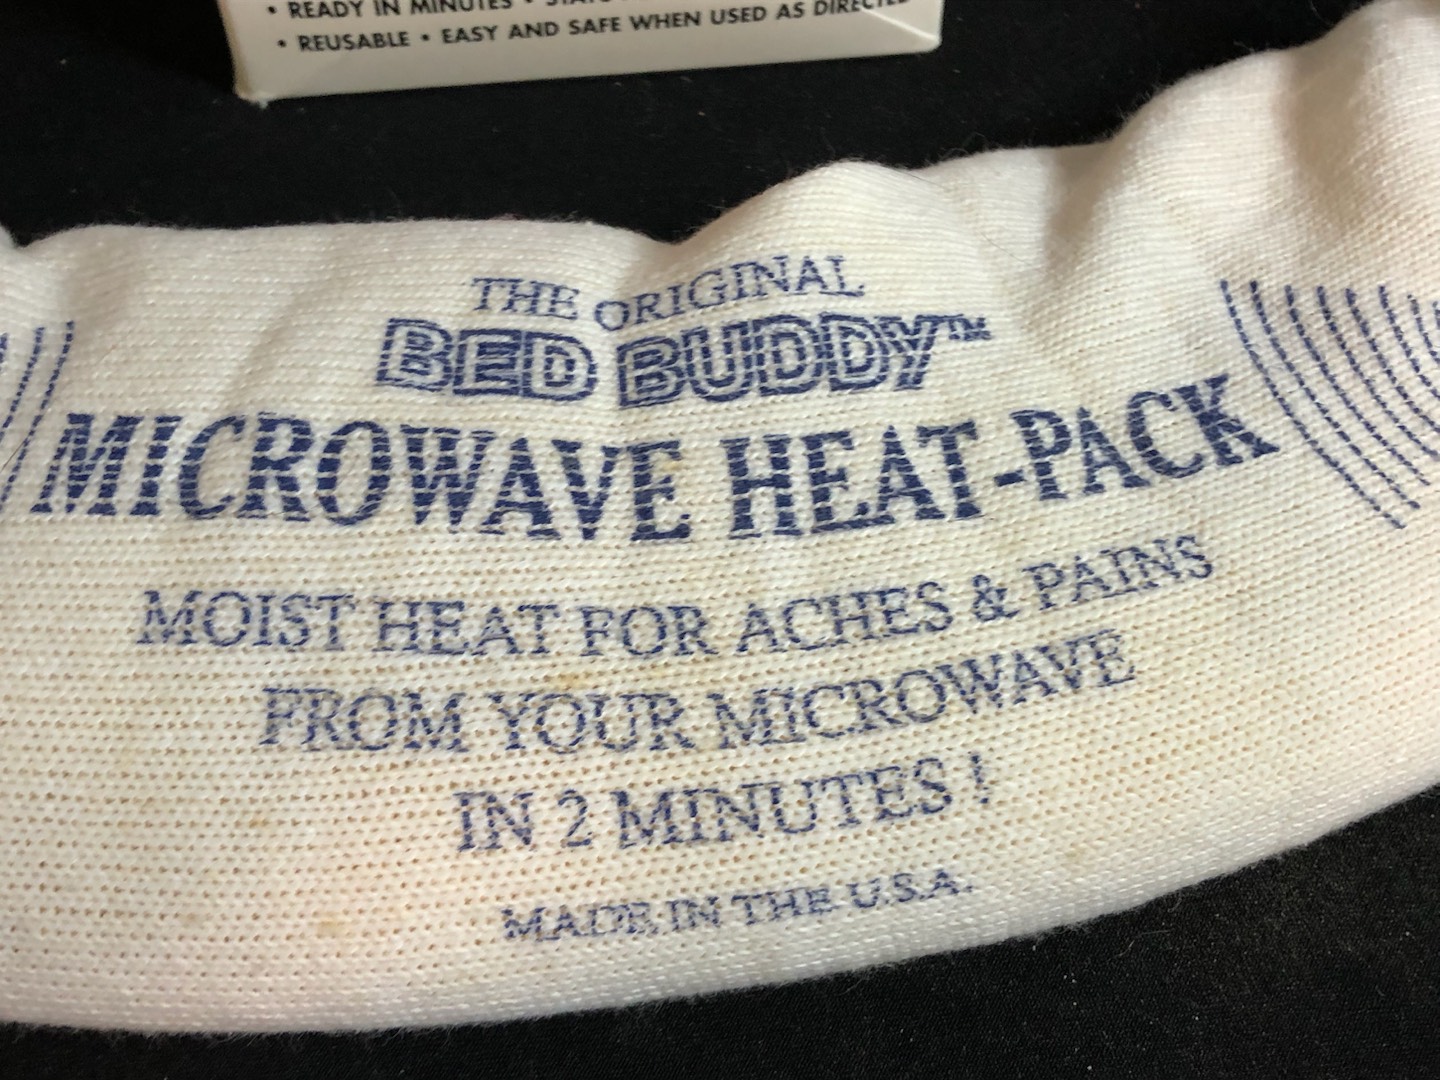 • READY IN MINUTES •
• REUSABLE • EASY AND SAFE WHEN USED AS DIRECTED
THE ORIGINAL
BED BUDDY™
MICROWAVE HEAT-PACK
MOIST HEAT FOR ACHES & PAINS
FROM YOUR MICROWAVE
IN 2 MINUTES !
MADE IN THE U.S.A.